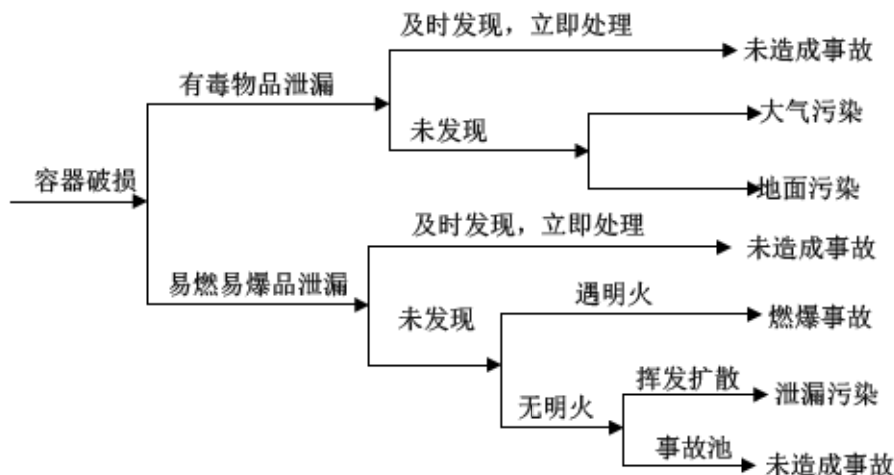 及时发现，立即处理
未造成事故
有毒物品泄漏
大气污染
未发现
容器破损
地面污染
及时发现，立即处理
未造成事故
易燃易爆品泄漏
遇明火
未发现
燃爆事故
挥发扩散
泄漏污染
无明火
事故池
未造成事故